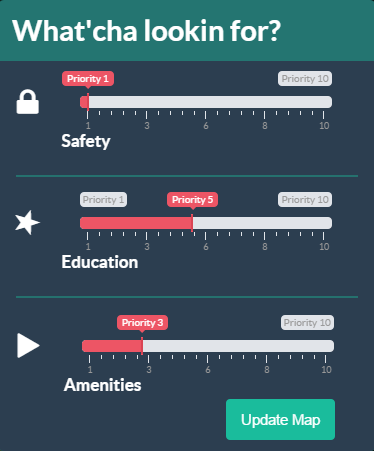 What'cha lookin for?
Priority 1 Priority 10
1 3 6 8 10
Safety
Priority 1 Priority 5 Priority 10
1 3 6 8 10
Education
Priority 3 Priority 10
1 3 6 8 10
Amenities
Update Map